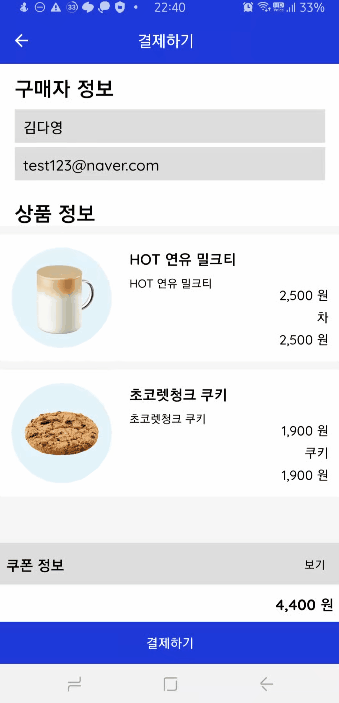 22:40
33%
결제하기
구매자 정보
김다영
test123@naver.com
상품 정보
HOT 연유 밀크티
HOT 연유 밀크티
2,500 원
차
2,500 원
초코렛청크 쿠키
초코렛청크 쿠키
1,900 원
쿠키
1,900 원
쿠폰 정보
보기
4,400 원
결제하기